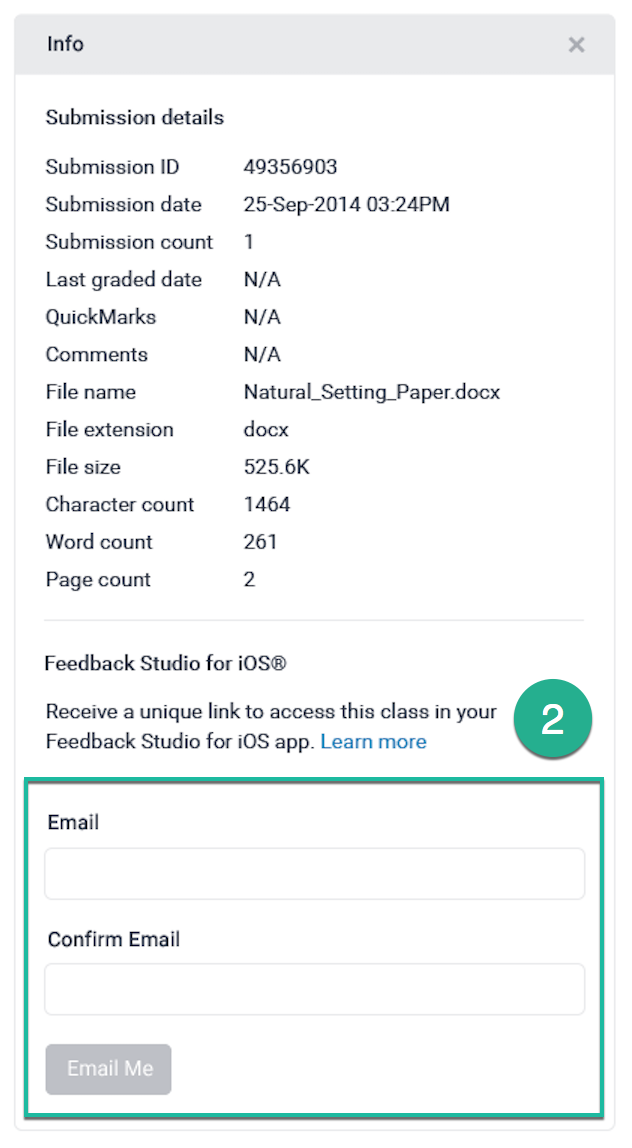 Info
Submission details
Submission ID 49356903
Submission date 25-Sep-2014 03:24PM
Submission count 1
Last graded date N/A
QuickMarks N/A
Comments N/A
File name Natural_Setting_Paper.docx
File extension docx
File size 525.6K
Character count 1464
Word count 261
Page count 2
Feedback Studio for iOS®
Receive a unique link to access this class in your
Feedback Studio for iOS app. Learn more
2
Email
Confirm Email
Email Me